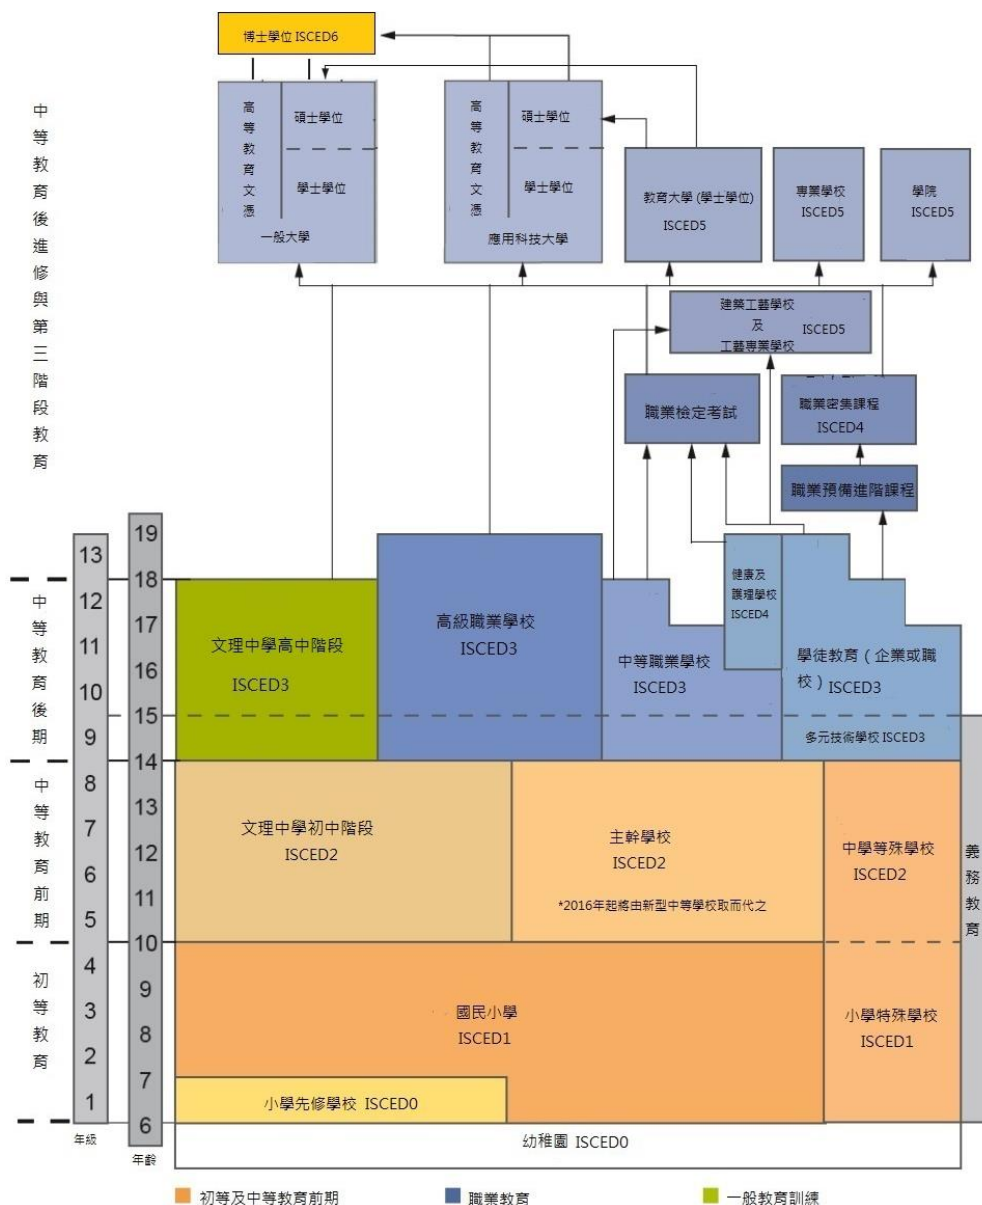 博士學位 ISCED6
高等教育文憑
碩士學位
學士學位
一般大學
高等教育文憑
碩士學位
學士學位
應用科技大學
教育大學 (學士學位)
ISCED5
專業學校
ISCED5
學院
ISCED5
中等教育後進修與第三階段教育
建築工藝學校
及
工藝專業學校
ISCED5
職業檢定考試
職業密集課程
ISCED4
職業預備進階課程
13
12
11
10
9
8
7
6
5
4
3
2
1
年級
19
18
17
16
15
14
13
12
11
10
9
8
7
6
年齡
中等教育後期
中等教育前期
初等教育
文理中學高中階段
ISCED3
高級職業學校
ISCED3
中等職業學校
ISCED3
健康及
護理學校
ISCED4
學徒教育（企業或職
校）ISCED3
多元技術學校 ISCED3
文理中學初中階段
ISCED2
主幹學校
ISCED2
*2016年起將由新型中等學校取而代之
中學等殊學校
ISCED2
義務教育
國民小學
ISCED1
小學特殊學校
ISCED1
小學先修學校 ISCED0
幼稚園 ISCED0
初等及中等教育前期
職業教育
一般教育訓練